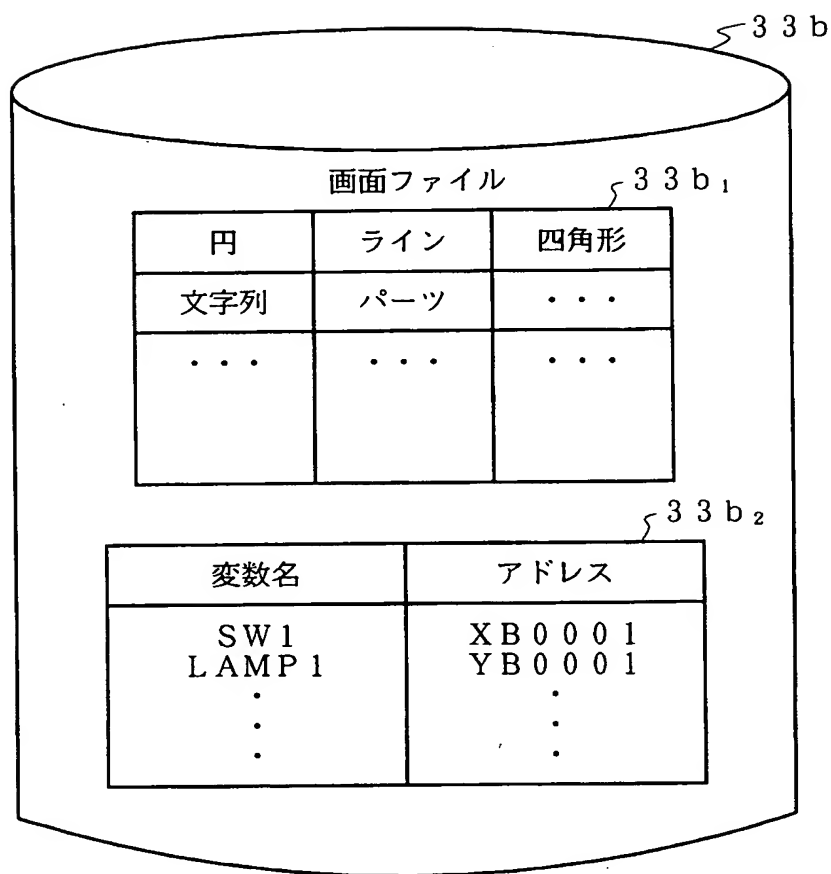 33b
画面ファイル
33b₁
円 ライン 四角形
文字列 パーツ ・・・
・・・ ・・・ ・・・
33b₂
変数名 アドレス
SW1 XB0001
LAMP1 YB0001
・ ・
・ ・
・ ・